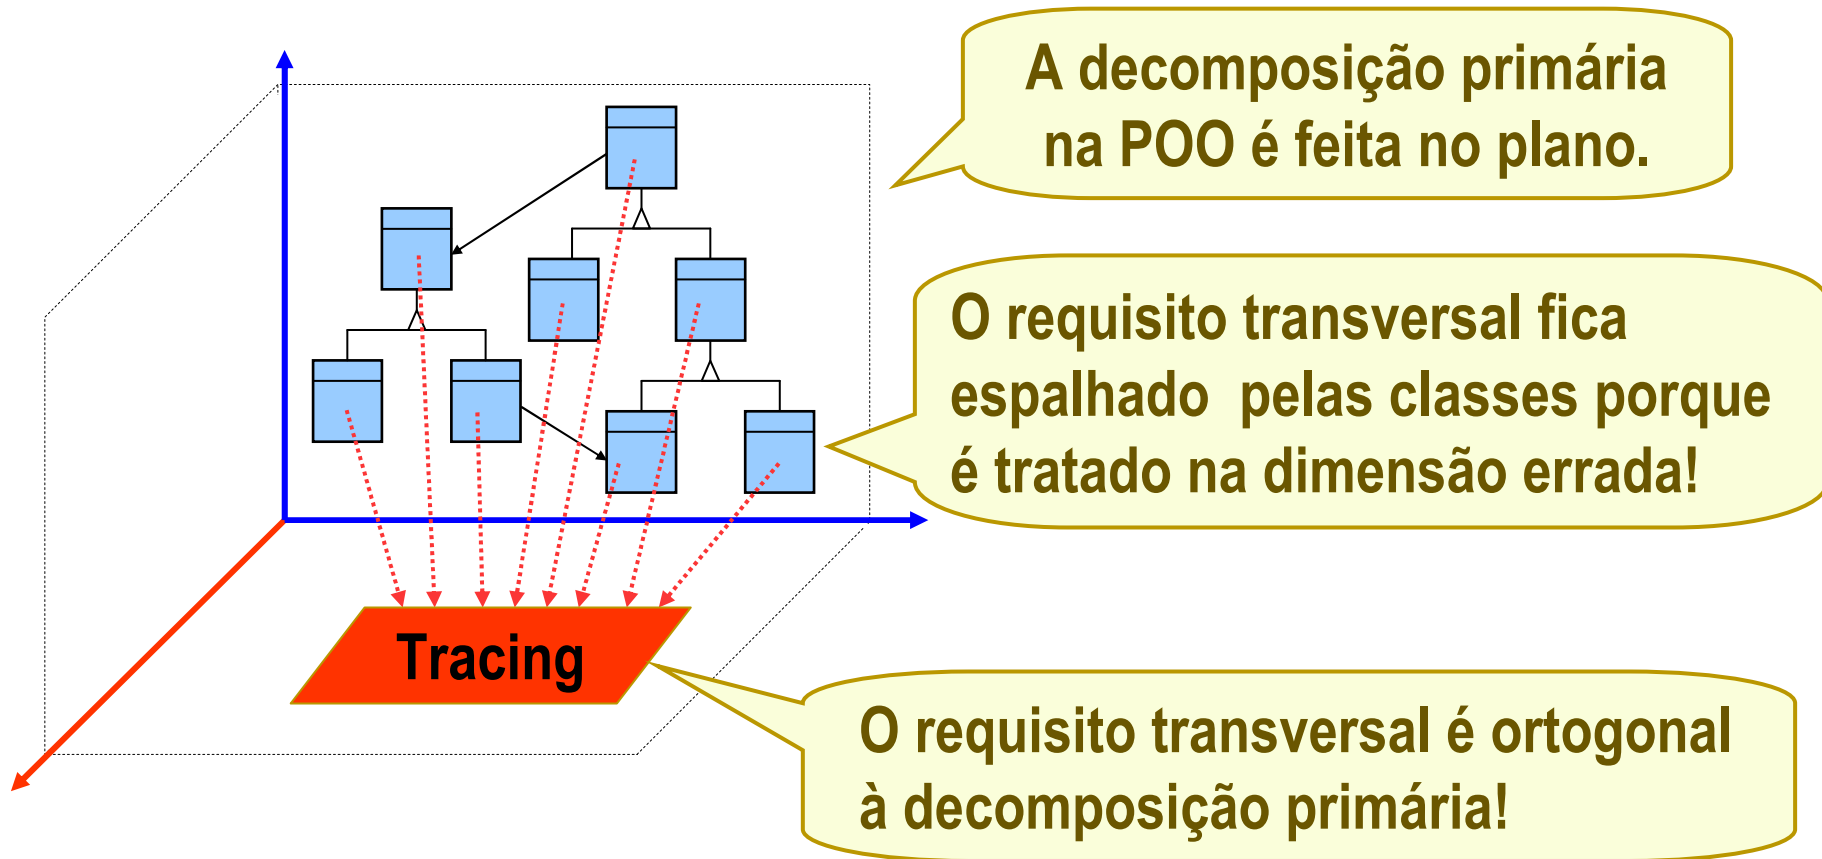 A decomposição primária
na POO é feita no plano.
O requisito transversal fica
espalhado pelas classes porque
é tratado na dimensão errada!
Tracing
O requisito transversal é ortogonal
à decomposição primária!